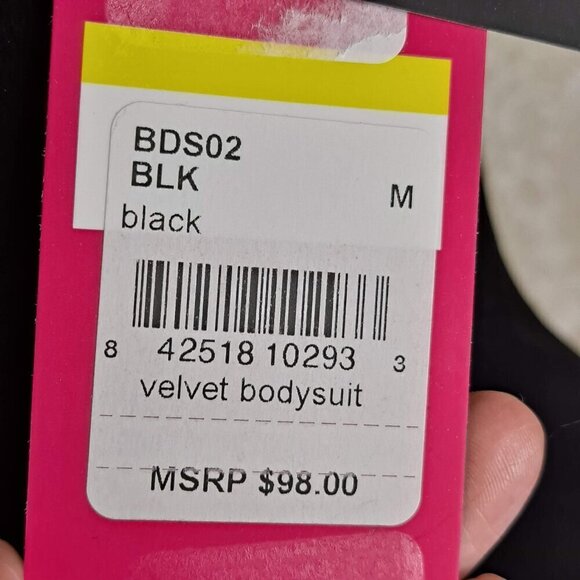 BDS02
BLK
M
black
8 42518 10293 3
velvet bodysuit
MSRP $98.00